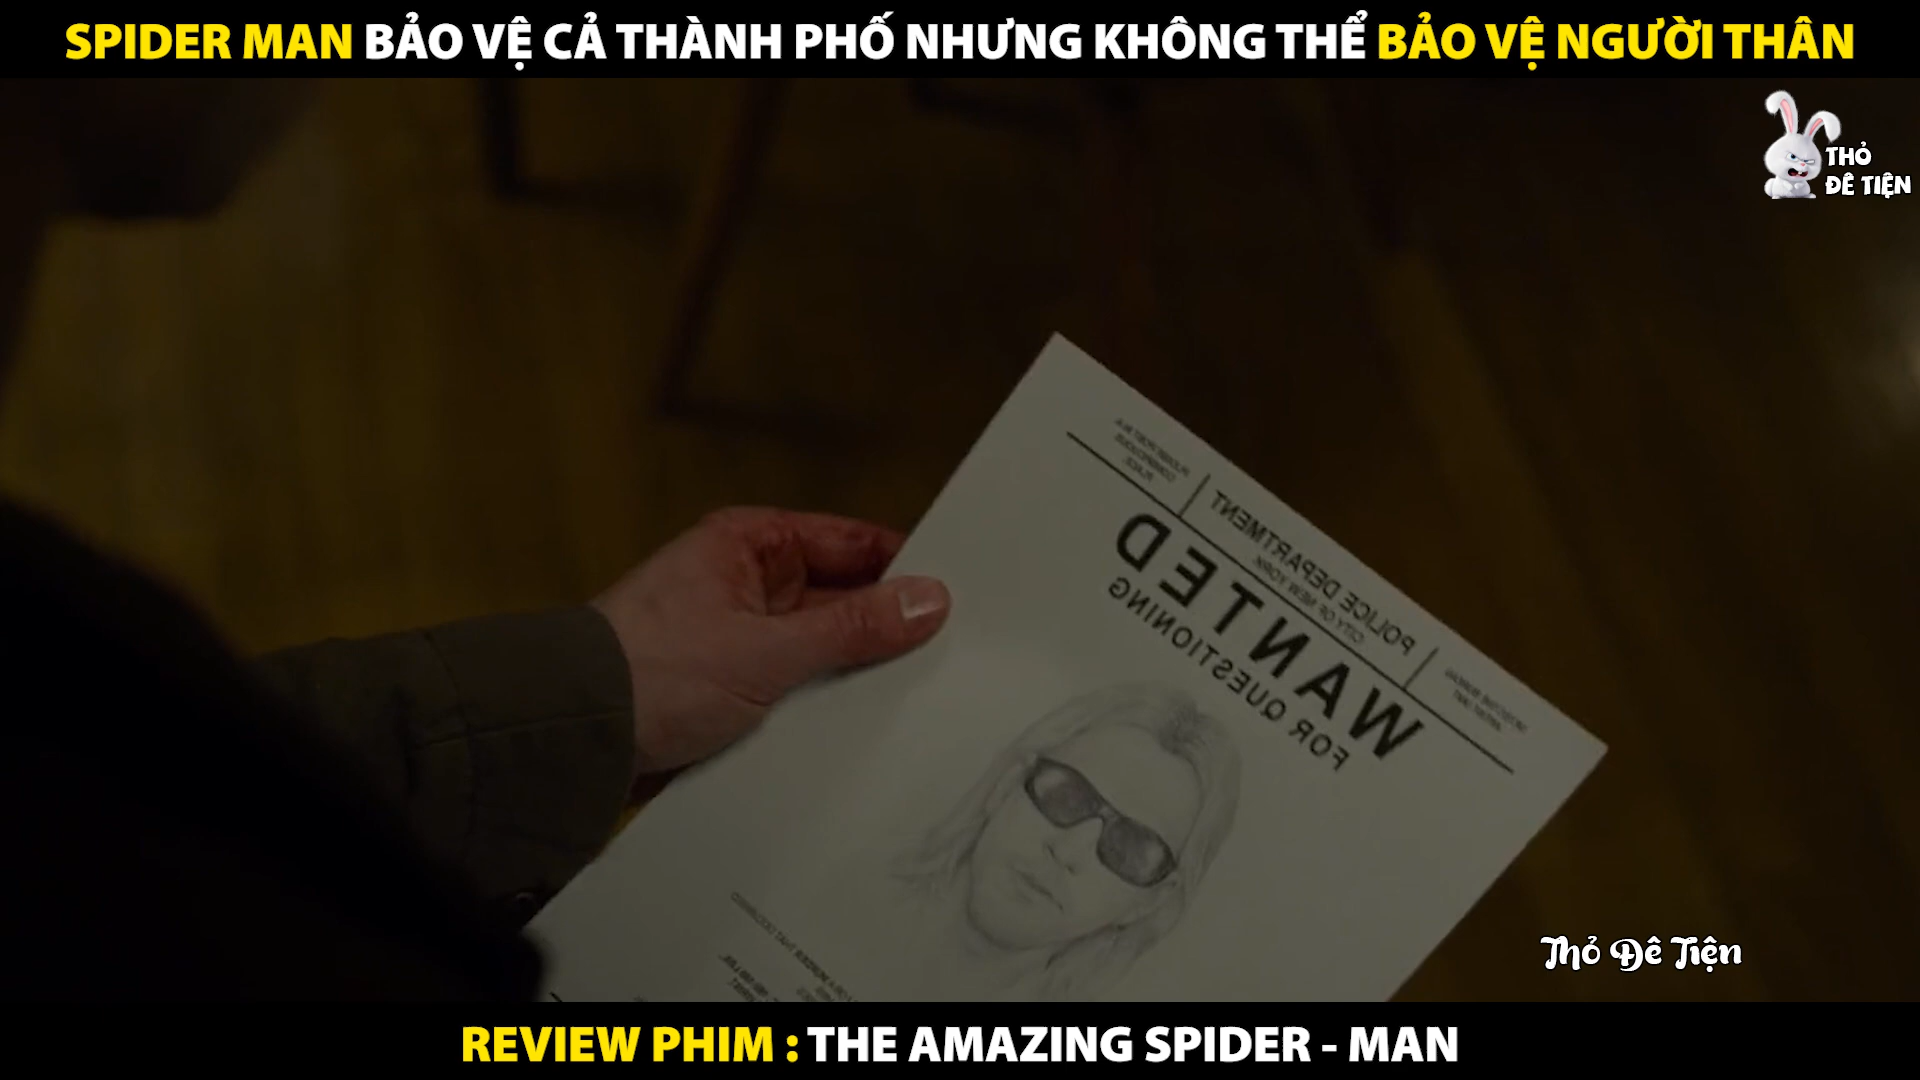 SPIDER MAN BẢO VỆ CẢ THÀNH PHỐ NHƯNG KHÔNG THỂ BẢO VỆ NGƯỜI THÂN
THỎ
ĐÊ TIỆN
POLICE DEPARTMENT
CITY OF NEW YORK
WANTED
FOR QUESTIONING
Thỏ Đê Tiện
REVIEW PHIM : THE AMAZING SPIDER - MAN